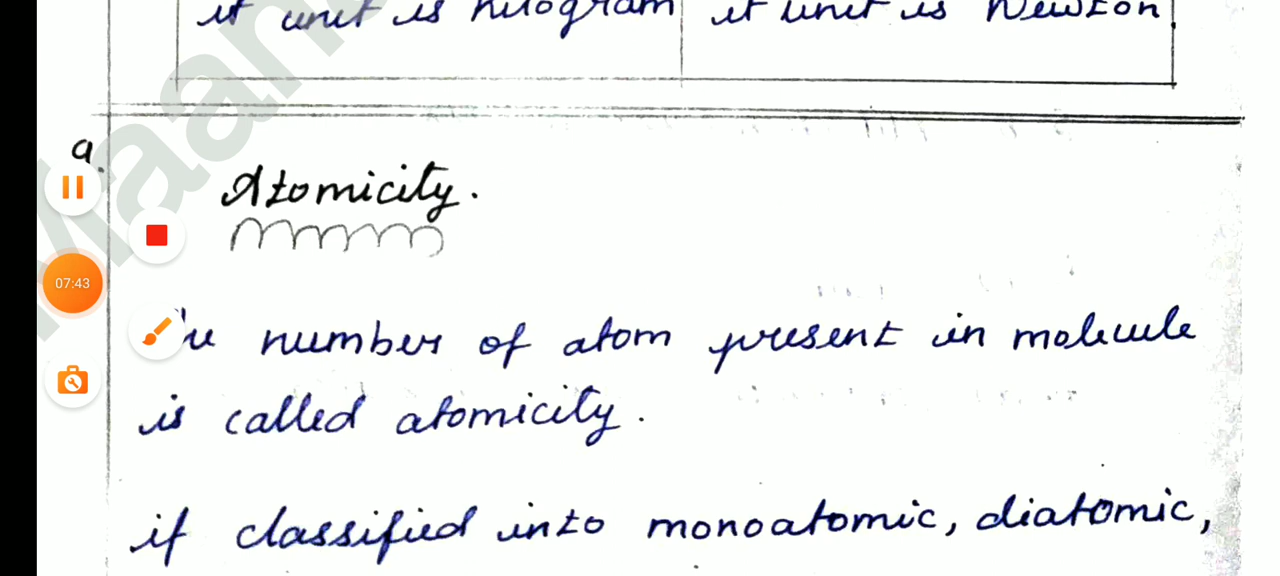 it unit is kilogram it unit is Newton
9.
Atomicity.
number of atom present in molecule
is called atomicity.
if classified into monoatomic, diatomic,
07:43